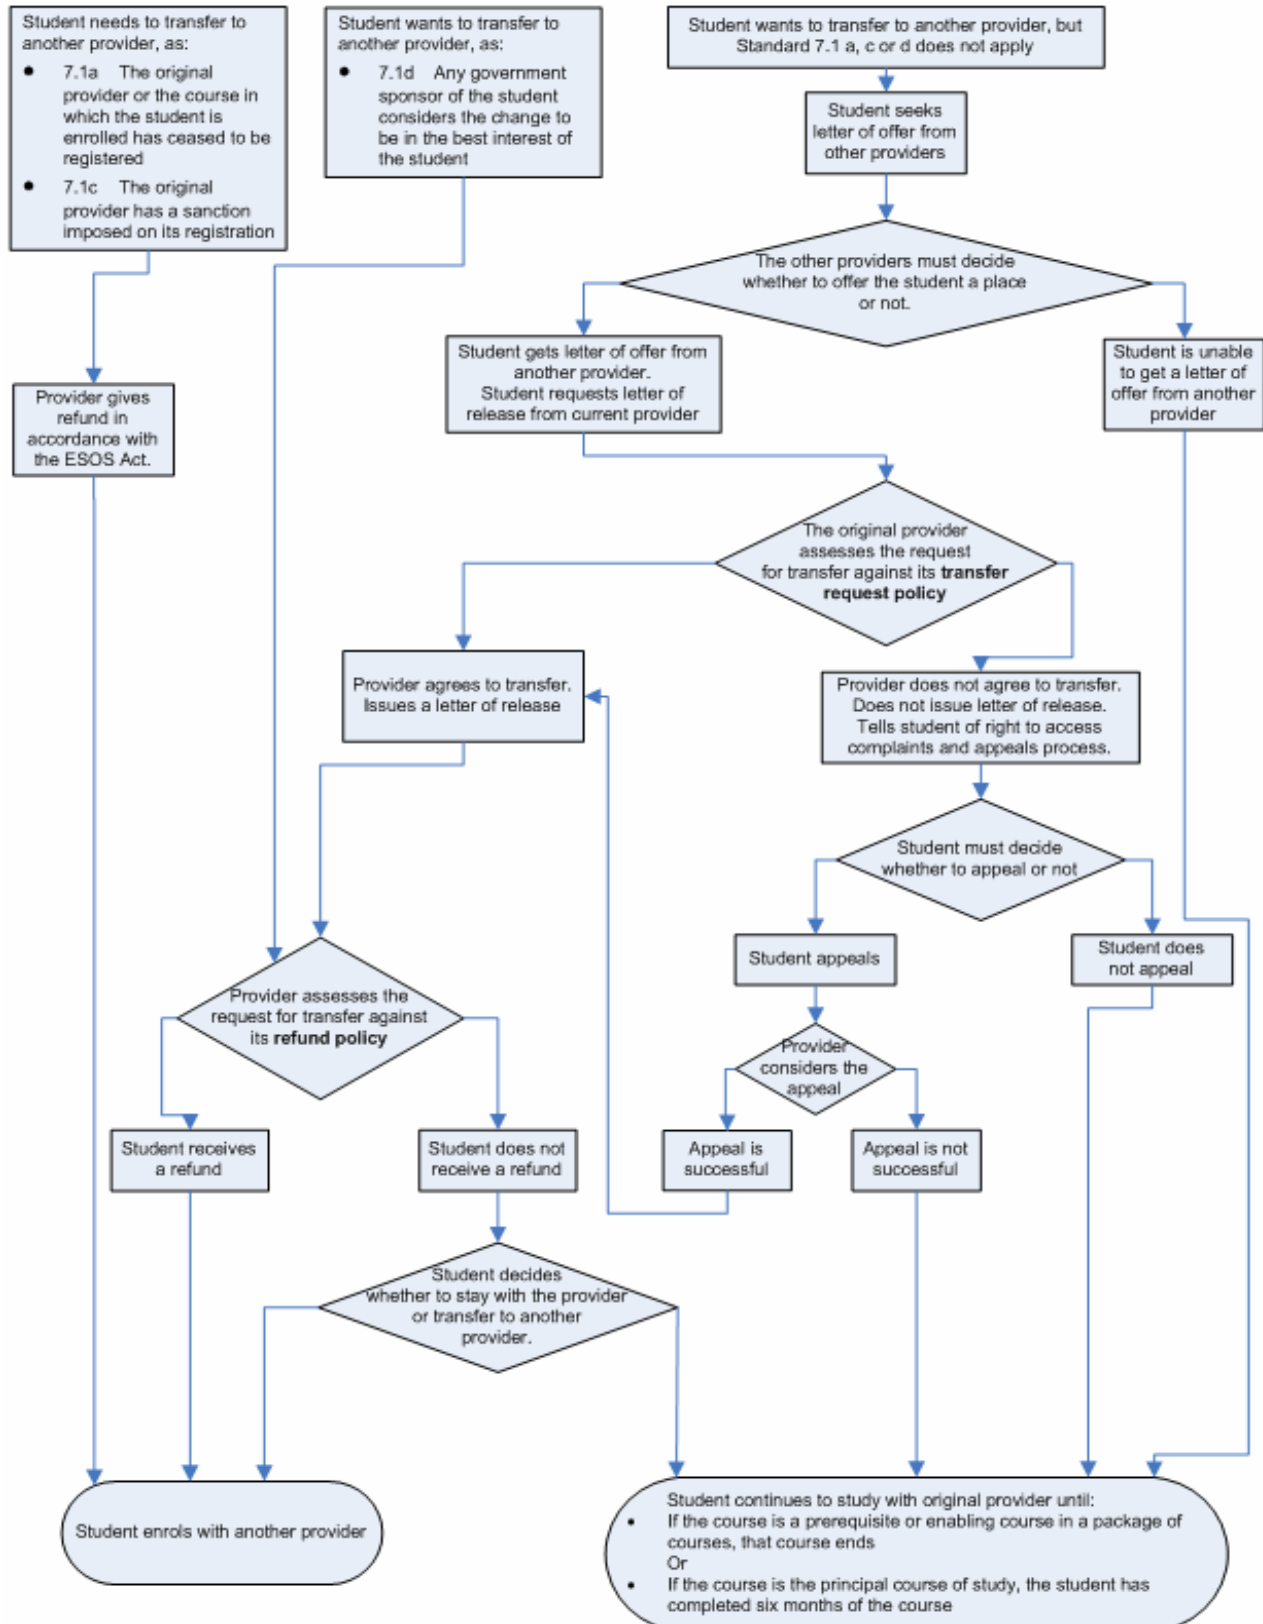 Student needs to transfer to
another provider, as:
● 7.1a The original
provider or the course in
which the student is
enrolled has ceased to be
registered
● 7.1c The original
provider has a sanction
imposed on its registration
Student wants to transfer to
another provider, as:
● 7.1d Any government
sponsor of the student
considers the change to
be in the best interest of
the student
Student wants to transfer to another provider, but
Standard 7.1 a, c or d does not apply
Student seeks
letter of offer from
other providers
The other providers must decide
whether to offer the student a place
or not.
Student gets letter of offer from
another provider.
Student requests letter of
release from current provider
Student is unable
to get a letter of
offer from another
provider
Provider gives
refund in
accordance with
the ESOS Act.
The original provider
assesses the request
for transfer against its transfer
request policy
Provider agrees to transfer.
Issues a letter of release
Provider does not agree to transfer.
Does not issue letter of release.
Tells student of right to access
complaints and appeals process.
Student must decide
whether to appeal or not
Student appeals
Student does
not appeal
Provider assesses the
request for transfer against
its refund policy
Provider
considers the
appeal
Student receives
a refund
Student does not
receive a refund
Appeal is
successful
Appeal is not
successful
Student decides
whether to stay with the provider
or transfer to another
provider.
Student enrols with another provider
Student continues to study with original provider until:
● If the course is a prerequisite or enabling course in a package of
courses, that course ends
Or
● If the course is the principal course of study, the student has
completed six months of the course